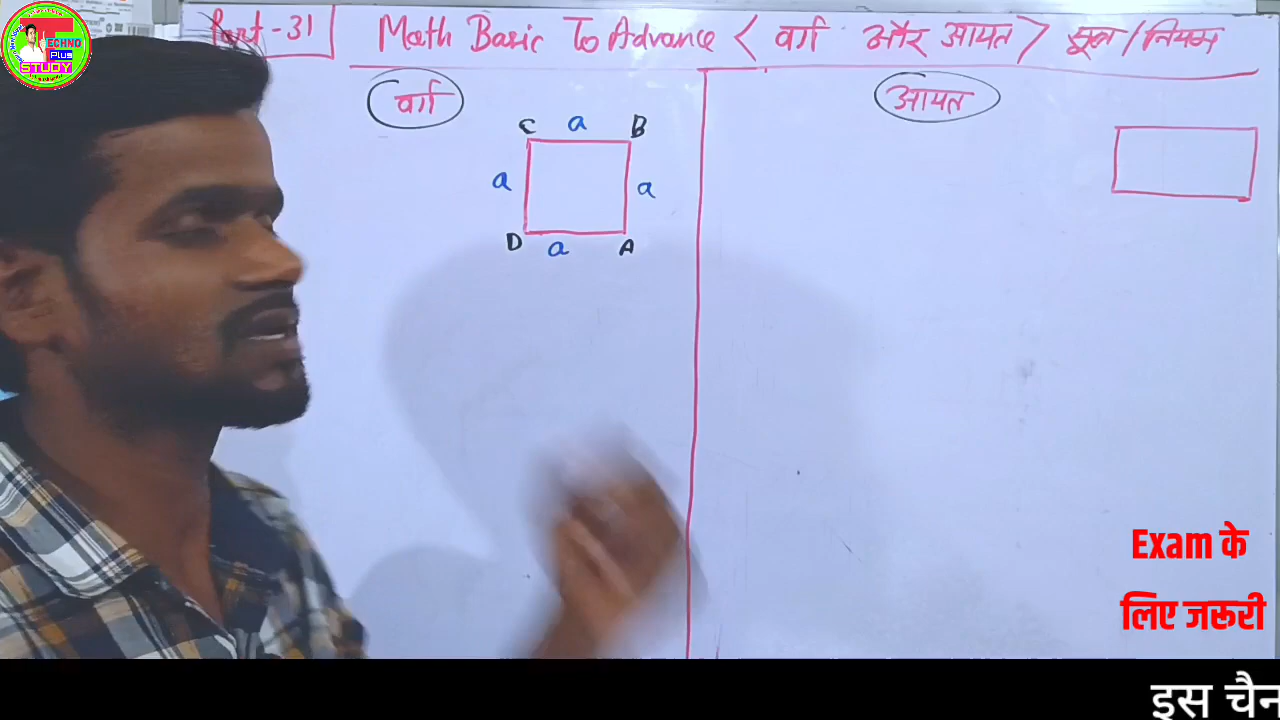 TECHNO
Plus
STUDY
Part-31
Math Basic To Advance ( वर्ग और आयत ) सूत्र / नियम
वर्ग
आयत
C a B
a a
D a A
Exam के
लिए जरूरी
इस चैन